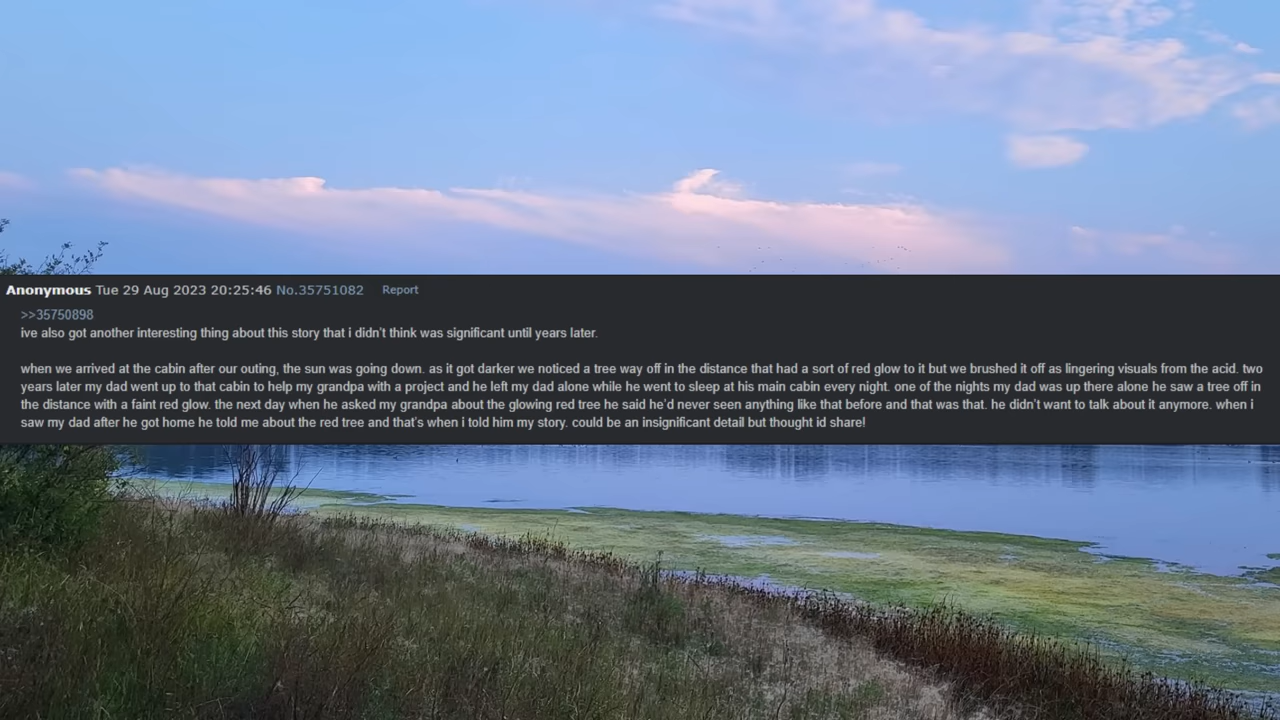 Anonymous Tue 29 Aug 2023 20:25:46 No.35751082 Report
>>35750898
ive also got another interesting thing about this story that i didn't think was significant until years later.
when we arrived at the cabin after our outing, the sun was going down. as it got darker we noticed a tree way off in the distance that had a sort of red glow to it but we brushed it off as lingering visuals from the acid. two
years later my dad went up to that cabin to help my grandpa with a project and he left my dad alone while he went to sleep at his main cabin every night. one of the nights my dad was up there alone he saw a tree off in
the distance with a faint red glow. the next day when he asked my grandpa about the glowing red tree he said he'd never seen anything like that before and that was that. he didn't want to talk about it anymore. when i
saw my dad after he got home he told me about the red tree and that's when i told him my story. could be an insignificant detail but thought id share!